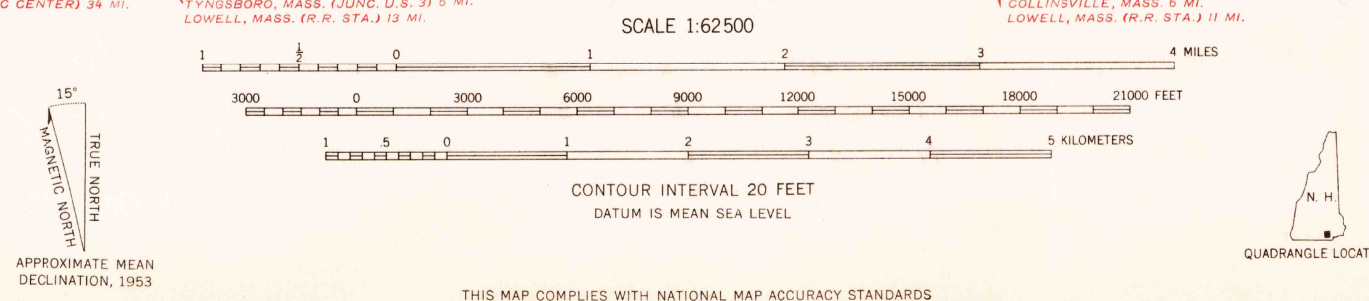 C CENTER) 34 MI.
TYNGSBORO, MASS. (JUNC. U.S. 3) 5 MI.
LOWELL, MASS. (R.R. STA.) 13 MI.
COLLINSVILLE, MASS. 6 MI.
LOWELL, MASS. (R.R. STA.) 11 MI.
SCALE 1:62500
1 ½ 0 1 2 3 4 MILES
3000 0 3000 6000 9000 12000 15000 18000 21000 FEET
1 .5 0 1 2 3 4 5 KILOMETERS
CONTOUR INTERVAL 20 FEET
DATUM IS MEAN SEA LEVEL
15°
MAGNETIC NORTH
TRUE NORTH
APPROXIMATE MEAN
DECLINATION, 1953
N. H.
QUADRANGLE LOCAT
THIS MAP COMPLIES WITH NATIONAL MAP ACCURACY STANDARDS